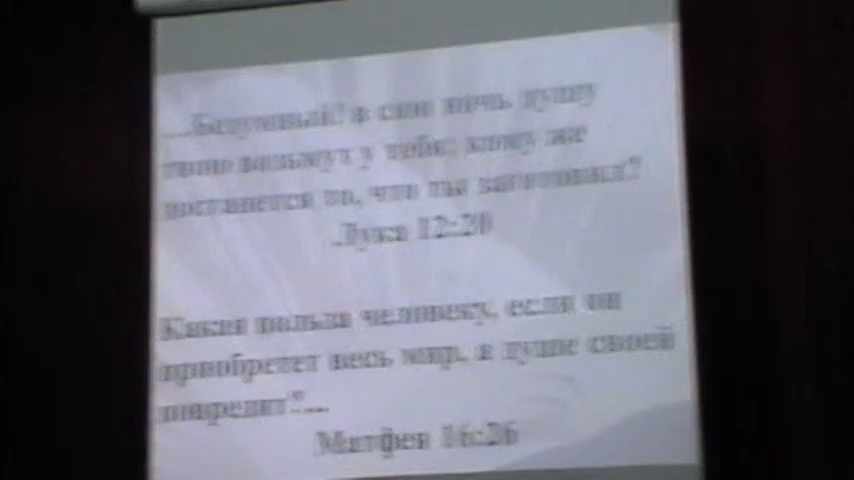 ...Безумный! в сию ночь душу
твою возьмут у тебя; кому же
достанется то, что ты заготовил?
Лука 12:20
Какая польза человеку, если он
приобретет весь мир, а душе своей
повредит?...
Матфея 16:26